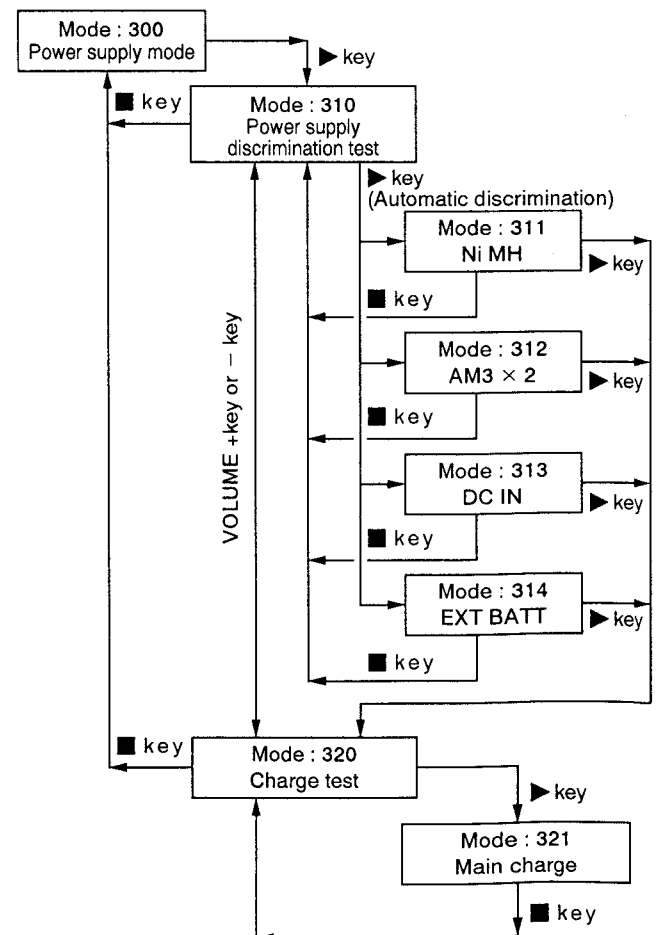 Mode : 300
Power supply mode
▶ key
■ key
Mode : 310
Power supply
discrimination test
▶ key
(Automatic discrimination)
Mode : 311
Ni MH
▶ key
■ key
Mode : 312
AM3 × 2
▶ key
■ key
VOLUME +key or − key
Mode : 313
DC IN
▶ key
■ key
Mode : 314
EXT BATT
▶ key
■ key
■ key
Mode : 320
Charge test
▶ key
Mode : 321
Main charge
■ key